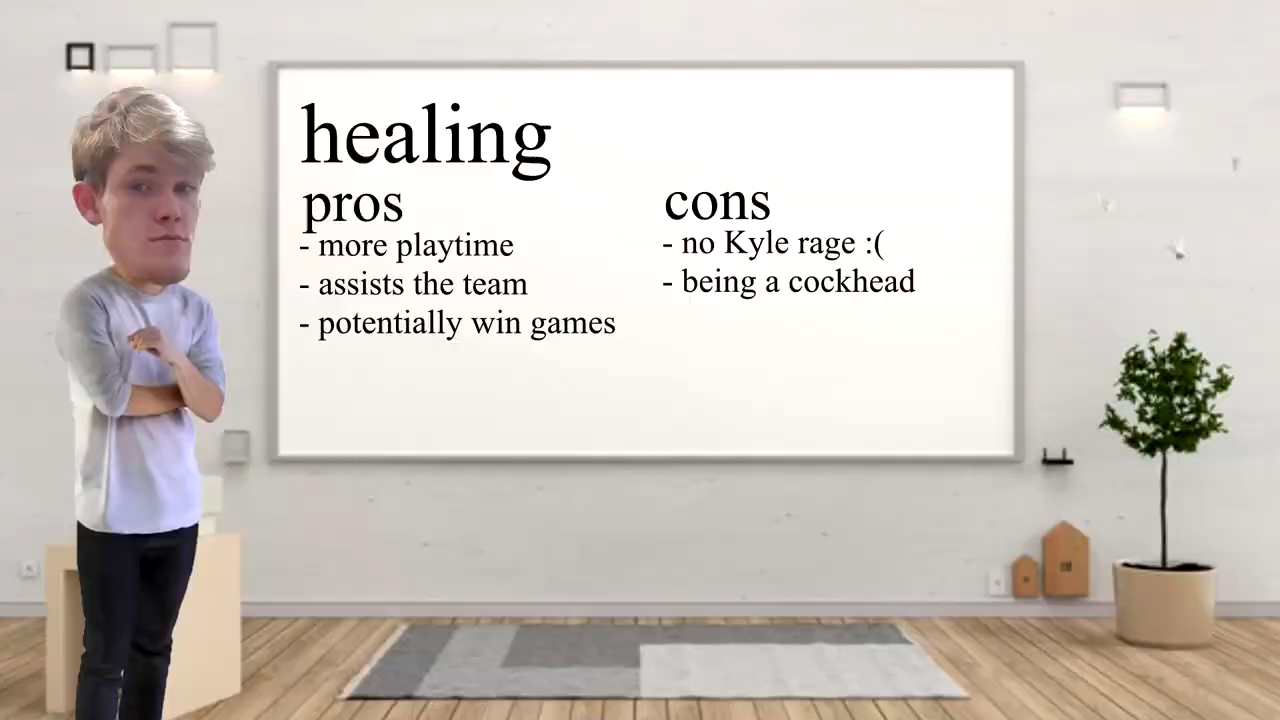 healing
pros
- more playtime
- assists the team
- potentially win games
cons
- no Kyle rage :(
- being a cockhead